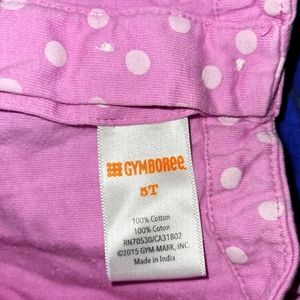 GYMBOREE
5T
100% Cotton
100% Coton
RN70530/CA31802
©2015 GYM-MARK, INC.
Made in India